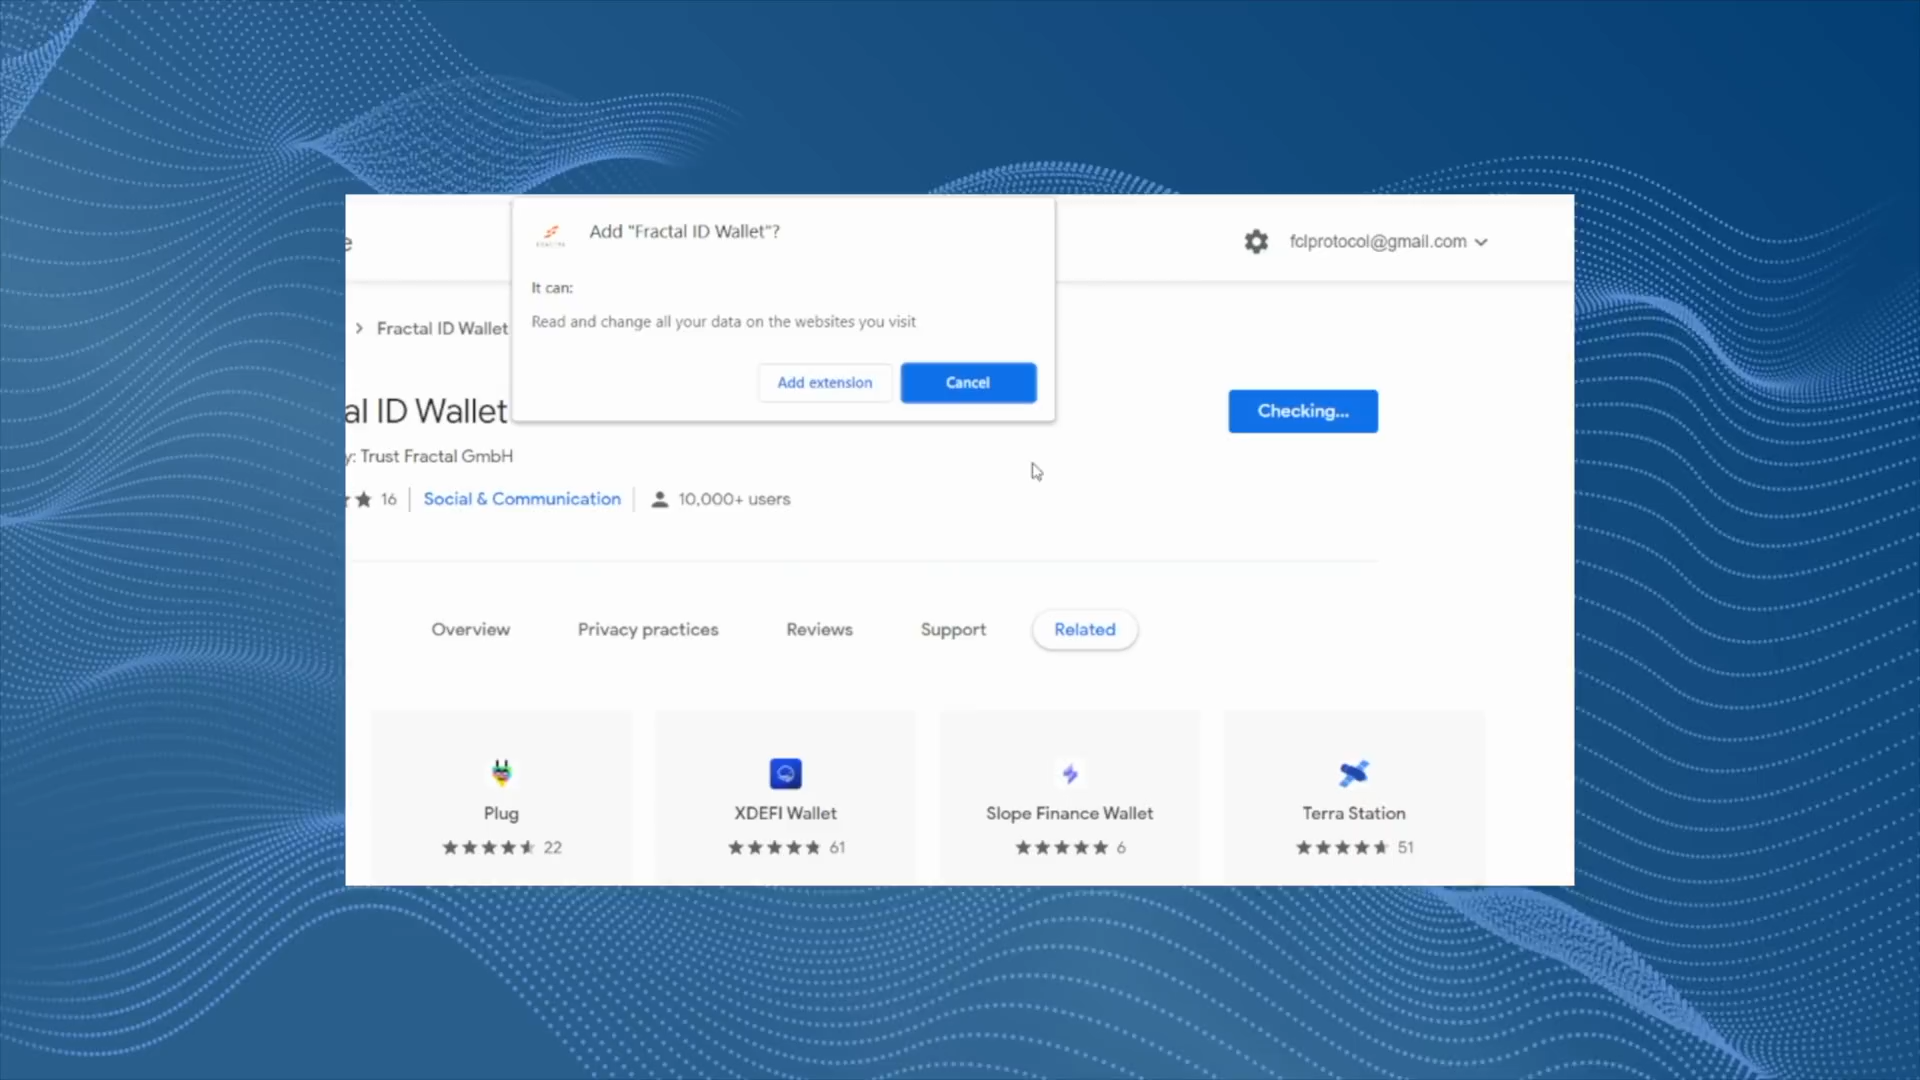 Add "Fractal ID Wallet"?
It can:
Read and change all your data on the websites you visit
Add extension
Cancel
e
fclprotocol@gmail.com
Fractal ID Wallet
al ID Wallet
Checking...
y: Trust Fractal GmbH
16
Social & Communication
10,000+ users
Overview
Privacy practices
Reviews
Support
Related
Plug
22
XDEFI Wallet
61
Slope Finance Wallet
6
Terra Station
51